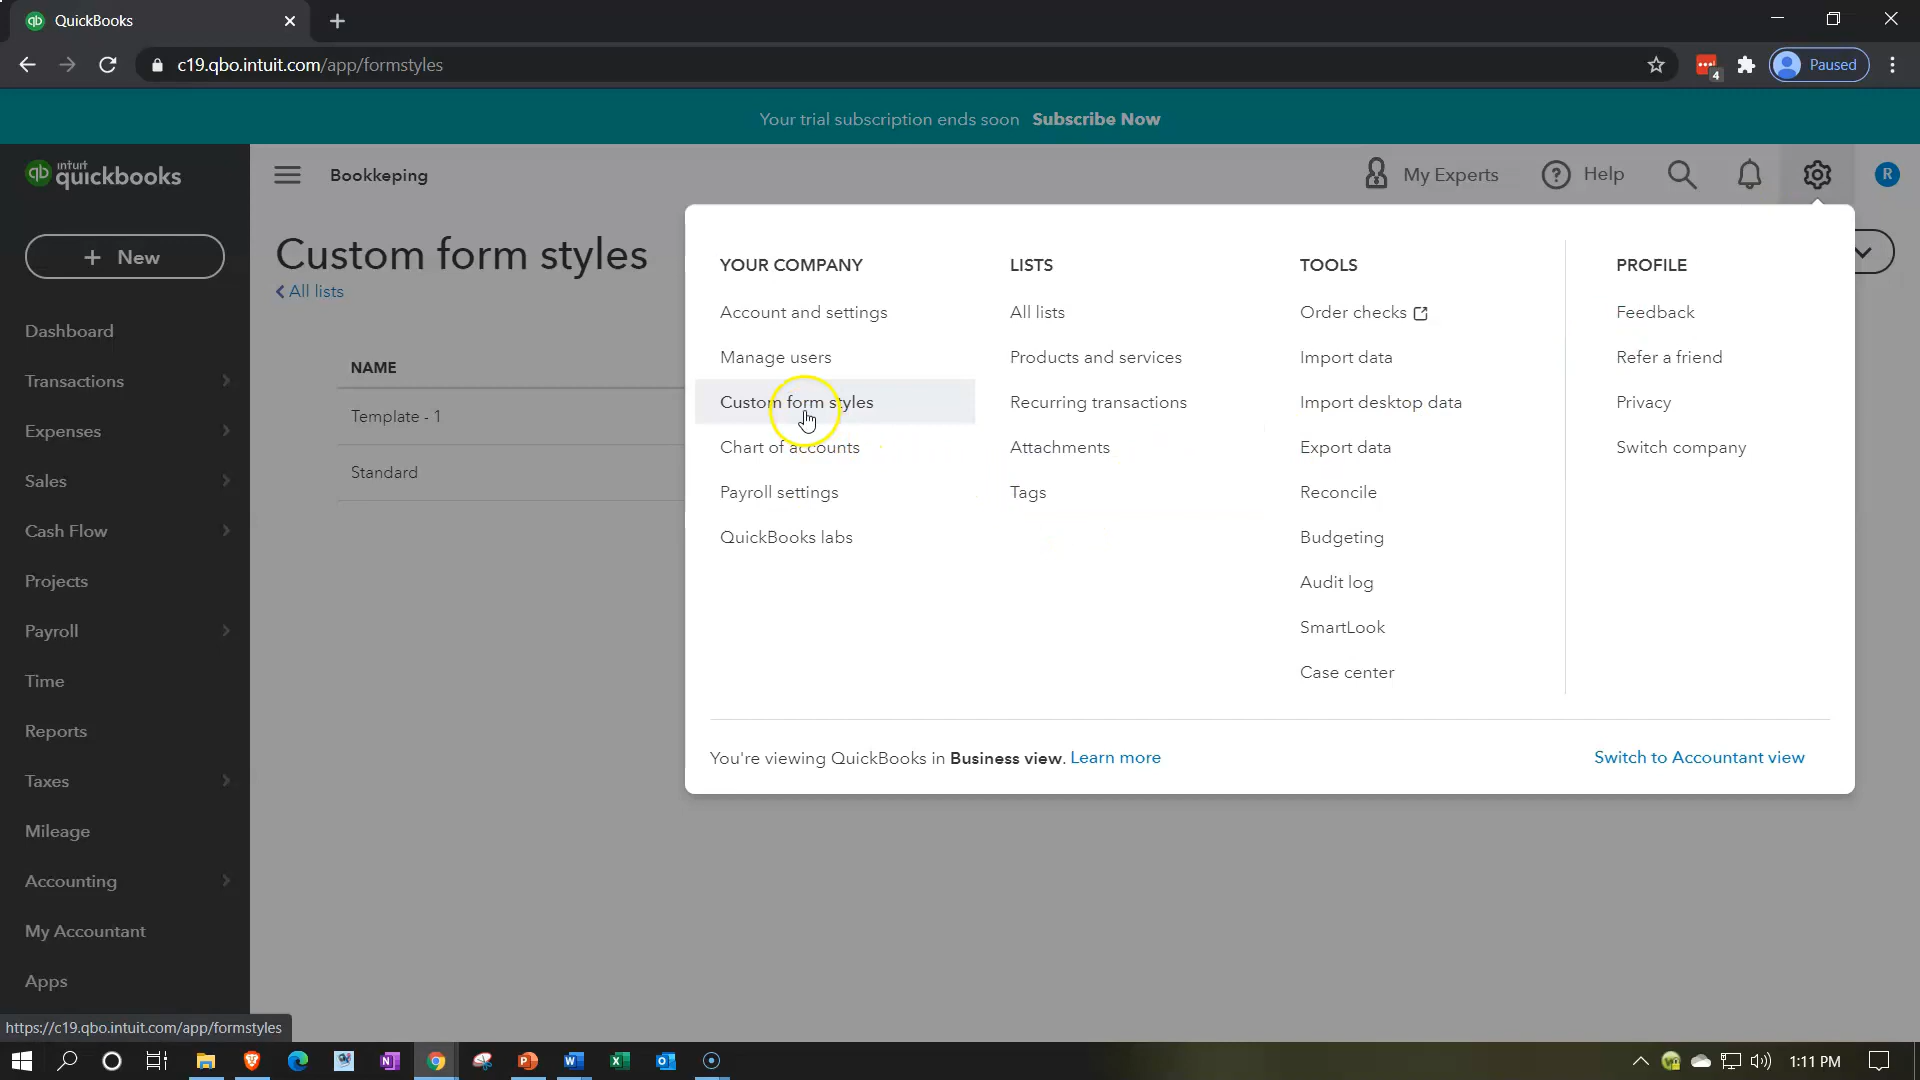 QuickBooks
c19.qbo.intuit.com/app/formstyles
4
Paused
Your trial subscription ends soon Subscribe Now
qb intuit quickbooks
Bookkeping
My Experts
Help
R
New
Custom form styles
All lists
NAME
Template - 1
Standard
Dashboard
Transactions
Expenses
Sales
Cash Flow
Projects
Payroll
Time
Reports
Taxes
Mileage
Accounting
My Accountant
Apps
YOUR COMPANY
Account and settings
Manage users
Custom form styles
Chart of accounts
Payroll settings
QuickBooks labs
LISTS
All lists
Products and services
Recurring transactions
Attachments
Tags
TOOLS
Order checks
Import data
Import desktop data
Export data
Reconcile
Budgeting
Audit log
SmartLook
Case center
PROFILE
Feedback
Refer a friend
Privacy
Switch company
You're viewing QuickBooks in Business view. Learn more
Switch to Accountant view
https://c19.qbo.intuit.com/app/formstyles
1:11 PM